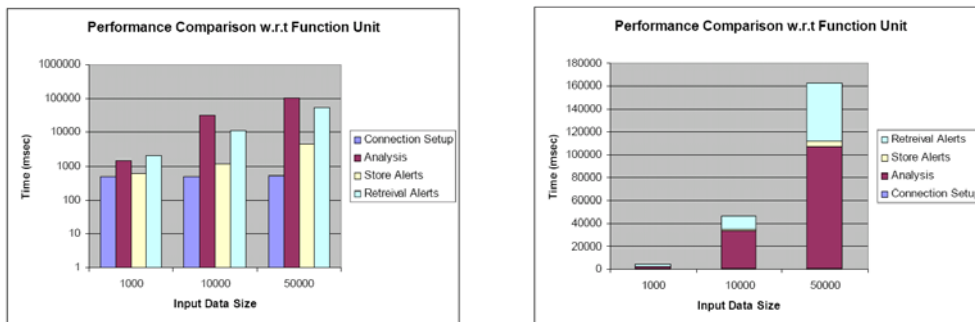 Performance Comparison w.r.t Function Unit
1000000
100000
10000
1000
100
10
1
Time (msec)
1000
10000
50000
Input Data Size
Connection Setup
Analysis
Store Alerts
Retreival Alerts
Performance Comparison w.r.t Function Unit
180000
160000
140000
120000
100000
80000
60000
40000
20000
0
Time (msec)
1000
10000
50000
Input Data Size
Retreival Alerts
Store Alerts
Analysis
Connection Setup